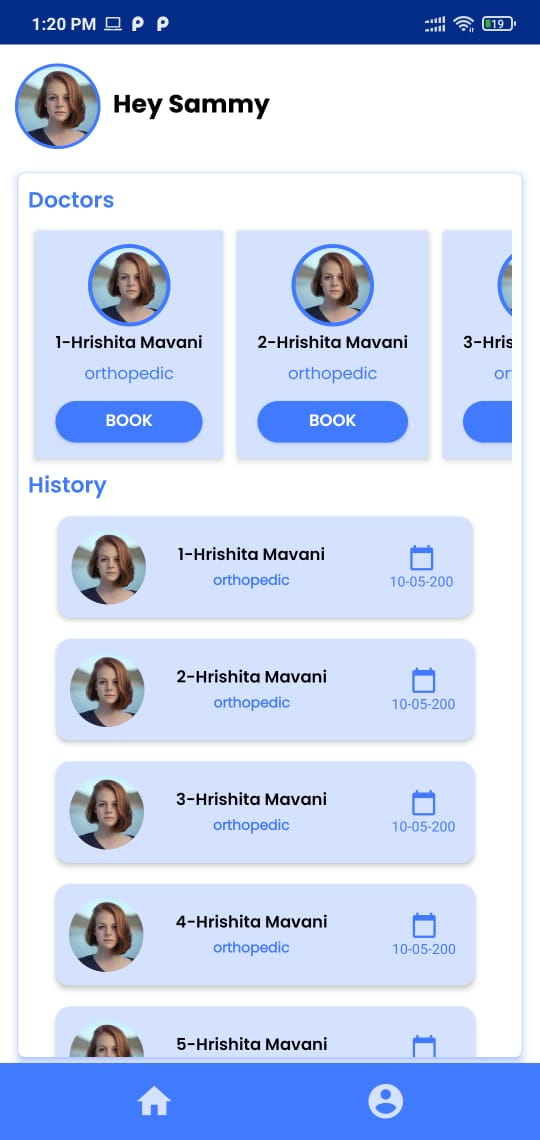 1:20 PM
19
Hey Sammy
Doctors
1-Hrishita Mavani
orthopedic
BOOK
2-Hrishita Mavani
orthopedic
BOOK
3-Hris
or
History
1-Hrishita Mavani
orthopedic
10-05-200
2-Hrishita Mavani
orthopedic
10-05-200
3-Hrishita Mavani
orthopedic
10-05-200
4-Hrishita Mavani
orthopedic
10-05-200
5-Hrishita Mavani